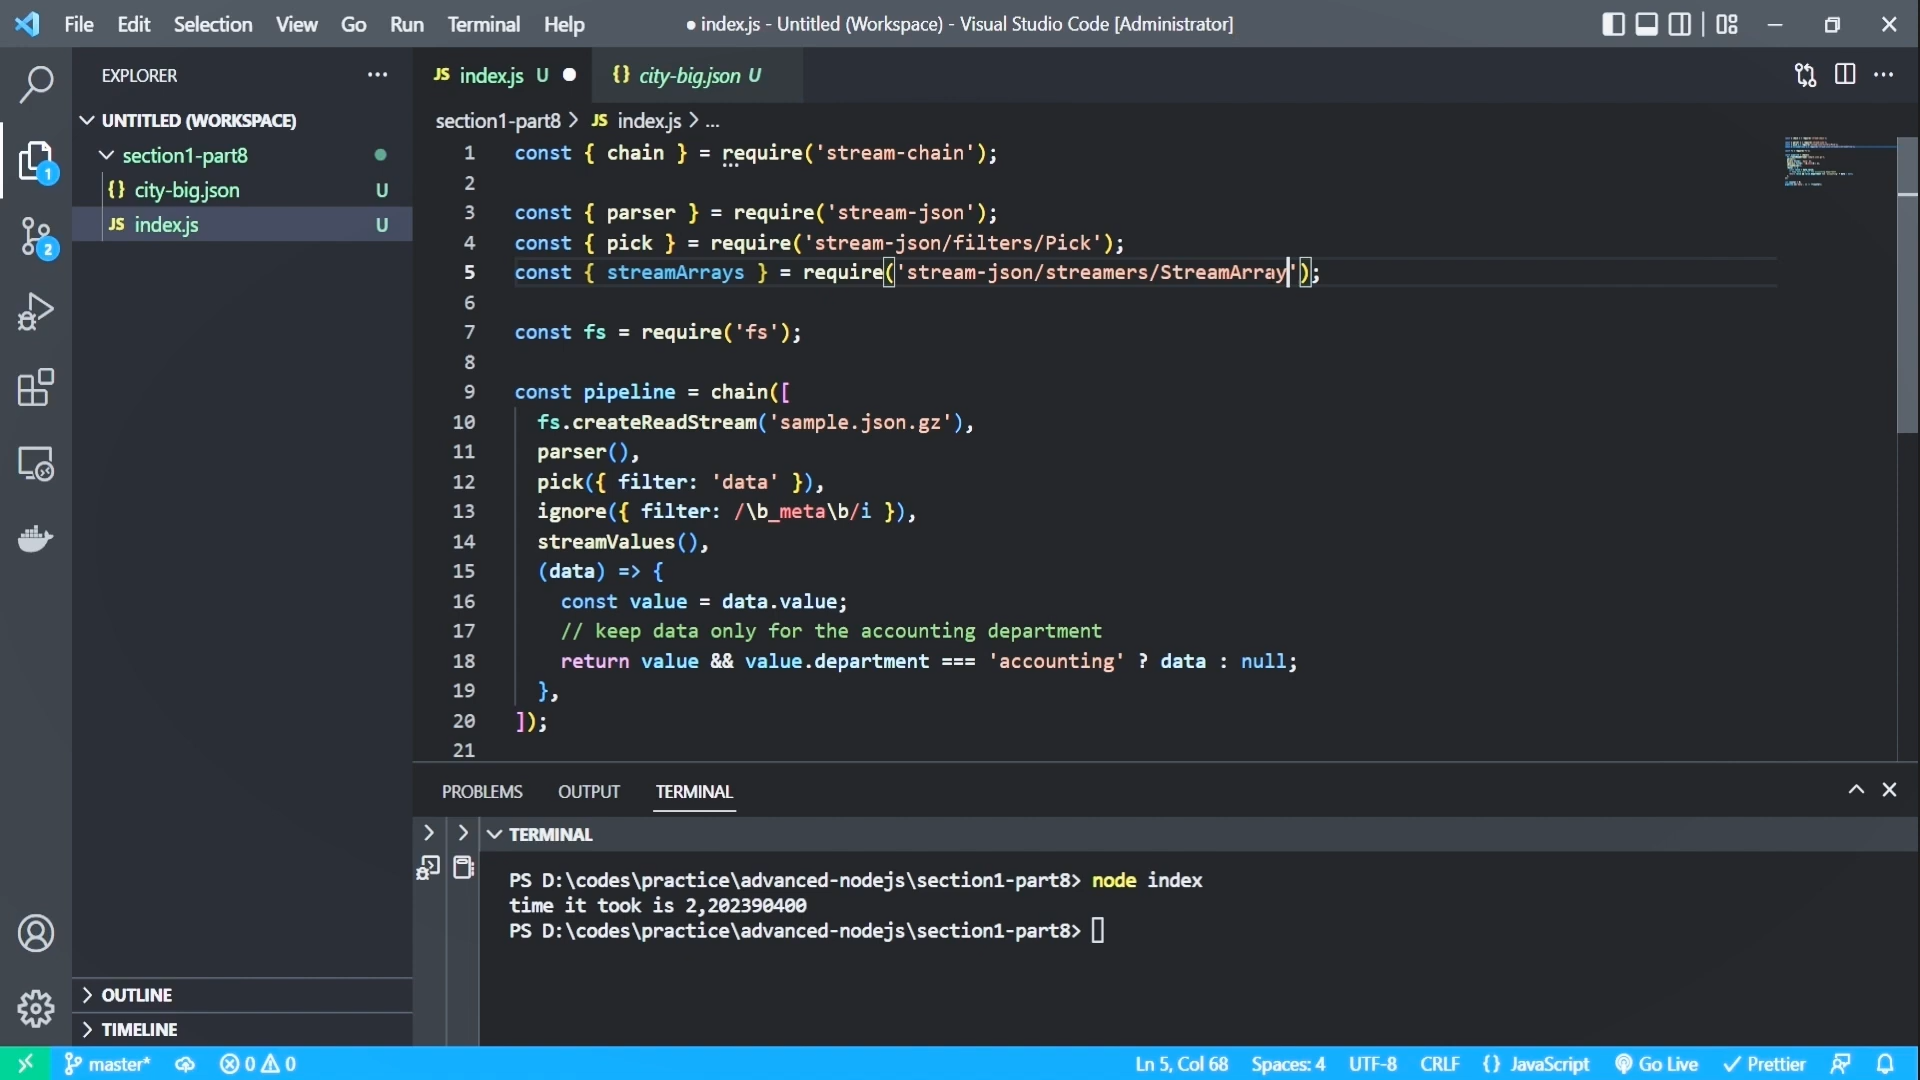 File Edit Selection View Go Run Terminal Help
● index.js - Untitled (Workspace) - Visual Studio Code [Administrator]
EXPLORER
UNTITLED (WORKSPACE)
section1-part8
{} city-big.json U
JS index.js U
OUTLINE
TIMELINE
1
2
JS index.js U
{} city-big.json U
section1-part8 > JS index.js > ...
1 const { chain } = require('stream-chain');
2
3 const { parser } = require('stream-json');
4 const { pick } = require('stream-json/filters/Pick');
5 const { streamArrays } = require('stream-json/streamers/StreamArray');
6
7 const fs = require('fs');
8
9 const pipeline = chain([
10 fs.createReadStream('sample.json.gz'),
11 parser(),
12 pick({ filter: 'data' }),
13 ignore({ filter: /\b_meta\b/i }),
14 streamValues(),
15 (data) => {
16 const value = data.value;
17 // keep data only for the accounting department
18 return value && value.department === 'accounting' ? data : null;
19 },
20 ]);
21
PROBLEMS OUTPUT TERMINAL
TERMINAL
PS D:\codes\practice\advanced-nodejs\section1-part8> node index
time it took is 2,202390400
PS D:\codes\practice\advanced-nodejs\section1-part8>
master* 0 0 Ln 5, Col 68 Spaces: 4 UTF-8 CRLF {} JavaScript Go Live Prettier